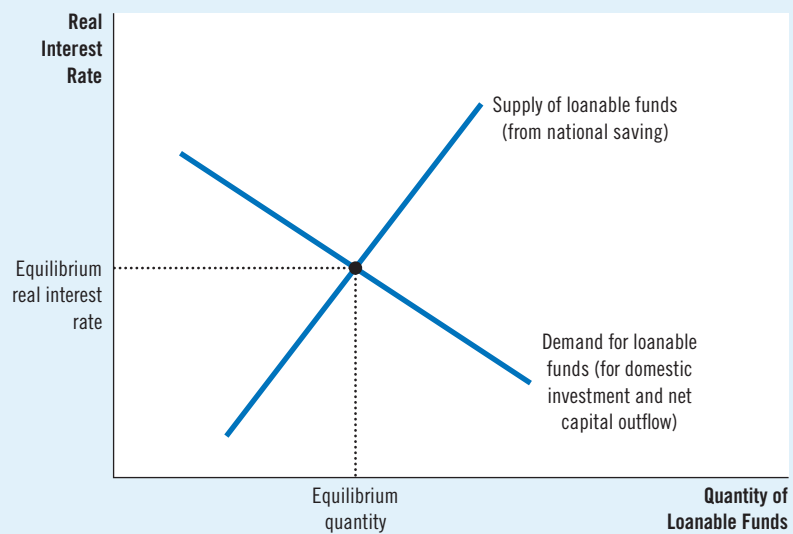 Real
Interest
Rate
Supply of loanable funds
(from national saving)
Equilibrium
real interest
rate
Demand for loanable
funds (for domestic
investment and net
capital outflow)
Equilibrium
quantity
Quantity of
Loanable Funds